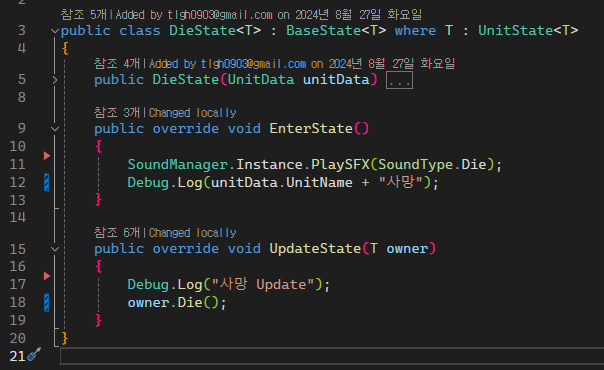 참조 5개|Added by tlgh0903@gmail.com on 2024년 8월 27일 화요일
3 public class DieState<T> : BaseState<T> where T : UnitState<T>
4 {
참조 4개|Added by tlgh0903@gmail.com on 2024년 8월 27일 화요일
5 public DieState(UnitData unitData) ...
8
참조 3개|Changed locally
9 public override void EnterState()
10 {
11 SoundManager.Instance.PlaySFX(SoundType.Die);
12 Debug.Log(unitData.UnitName + "사망");
13 }
14
참조 6개|Changed locally
15 public override void UpdateState(T owner)
16 {
17 Debug.Log("사망 Update");
18 owner.Die();
19 }
20 }
21